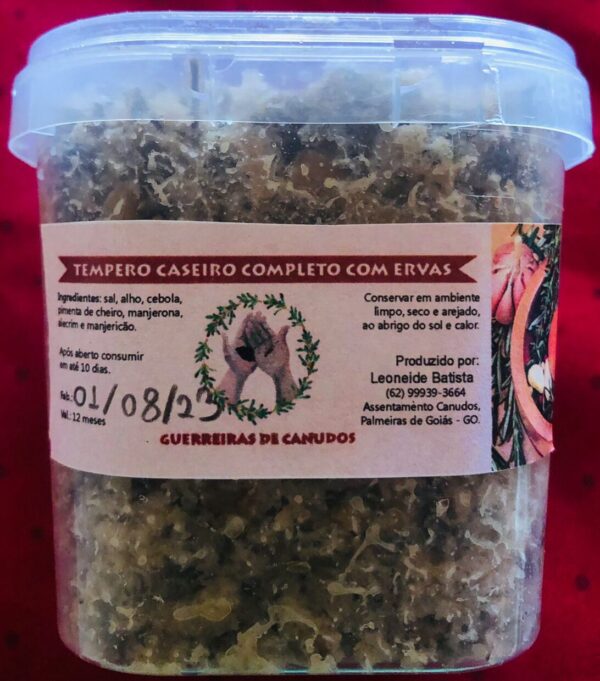 TEMPERO CASEIRO COMPLETO COM ERVAS
Ingredientes: sal, alho, cebola,
pimenta de cheiro, manjerona,
alecrim e manjericão.
Após aberto consumir
em até 10 dias.
Fab.: 01/08/23
Val.: 12 meses
GUERREIRAS DE CANUDOS
Conservar em ambiente
limpo, seco e arejado,
ao abrigo do sol e calor.
Produzido por:
Leoneide Batista
(62) 99939-3664
Assentamento Canudos,
Palmeiras de Goiás - GO.